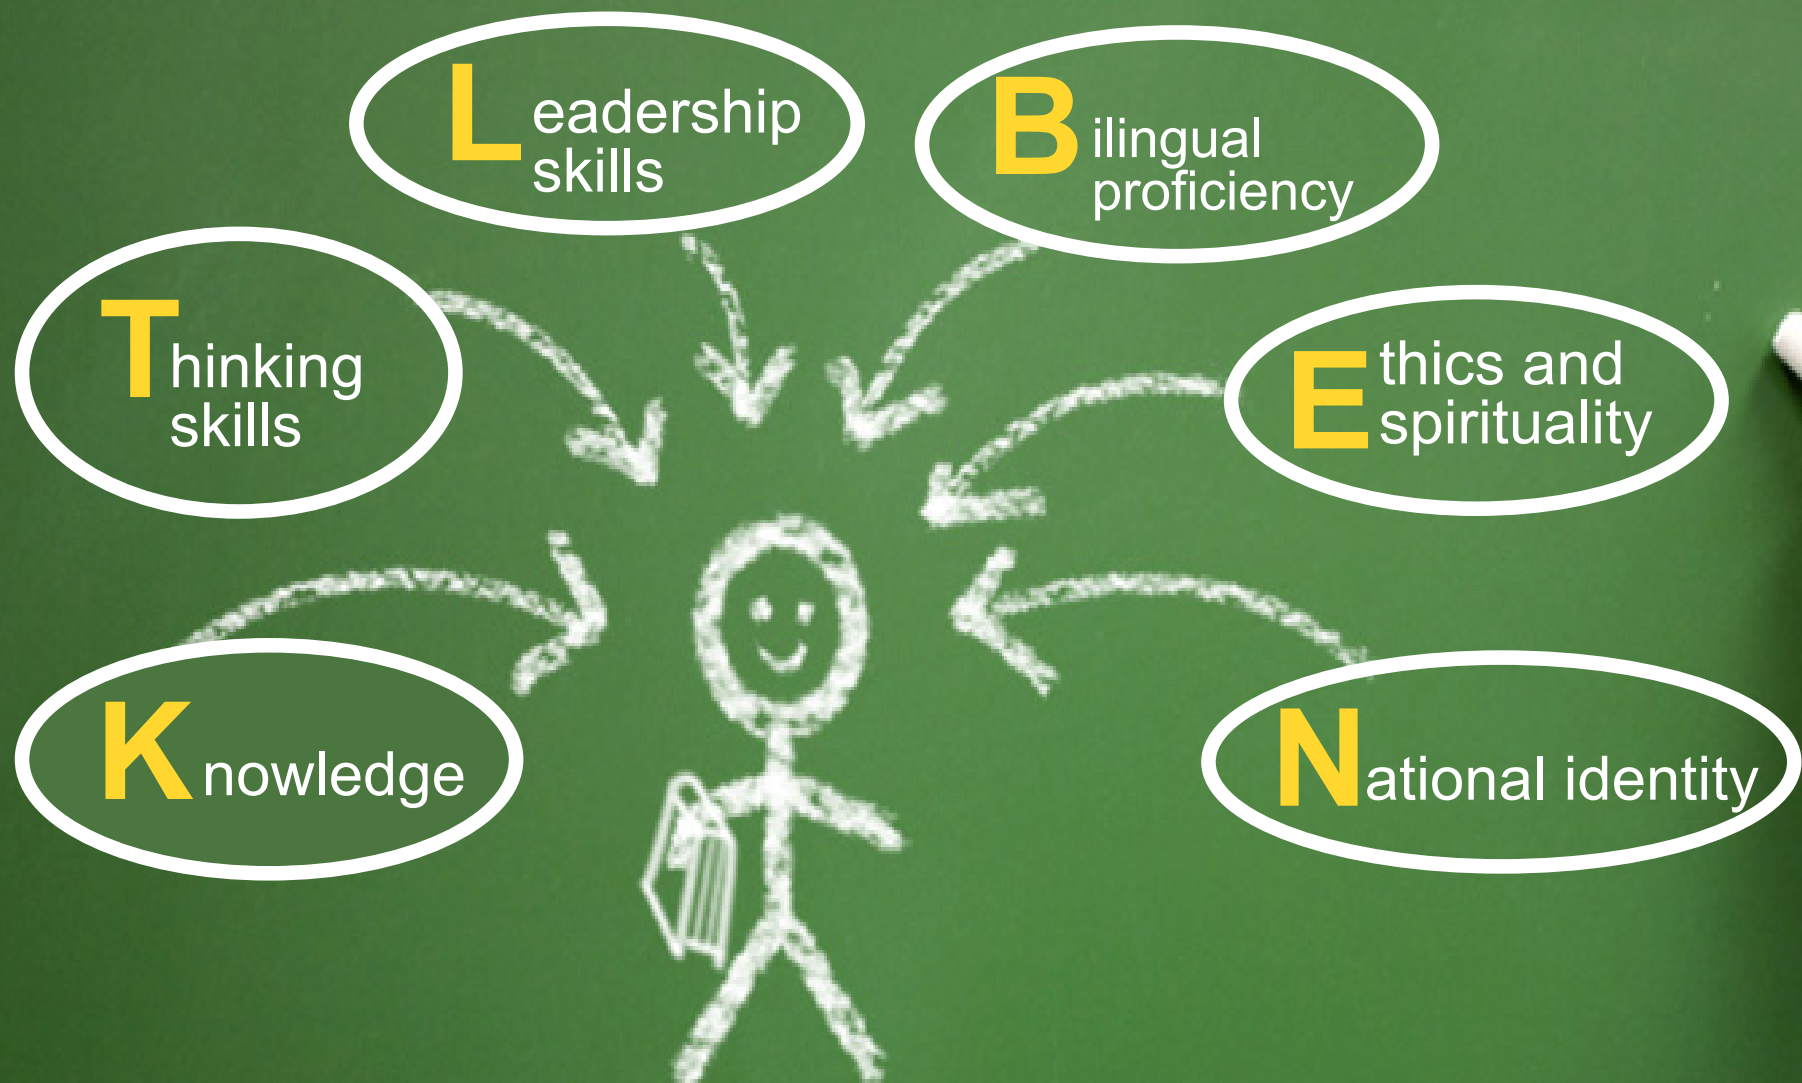 Leadership
skills
Bilingual
proficiency
Thinking
skills
Ethics and
spirituality
Knowledge
National identity